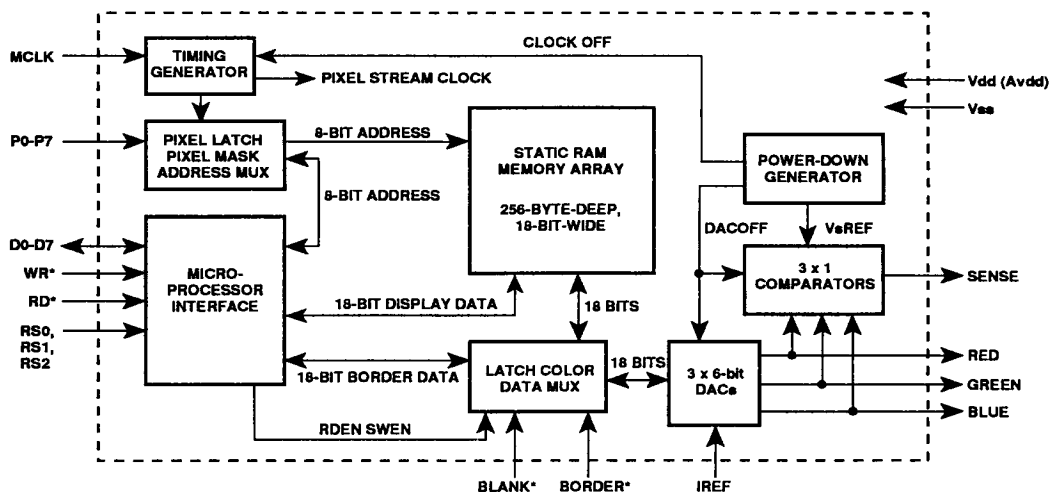 MCLK
TIMING
GENERATOR
CLOCK OFF
PIXEL STREAM CLOCK
Vdd (Avdd)
Vss
P0-P7
PIXEL LATCH
PIXEL MASK
ADDRESS MUX
8-BIT ADDRESS
8-BIT ADDRESS
STATIC RAM
MEMORY ARRAY
256-BYTE-DEEP,
18-BIT-WIDE
POWER-DOWN
GENERATOR
DACOFF
VsREF
D0-D7
WR*
RD*
RS0,
RS1,
RS2
MICRO-
PROCESSOR
INTERFACE
18-BIT DISPLAY DATA
18 BITS
3 x 1
COMPARATORS
SENSE
18-BIT BORDER DATA
LATCH COLOR
DATA MUX
18 BITS
3 x 6-bit
DACs
RED
GREEN
BLUE
RDEN SWEN
BLANK*
BORDER*
IREF